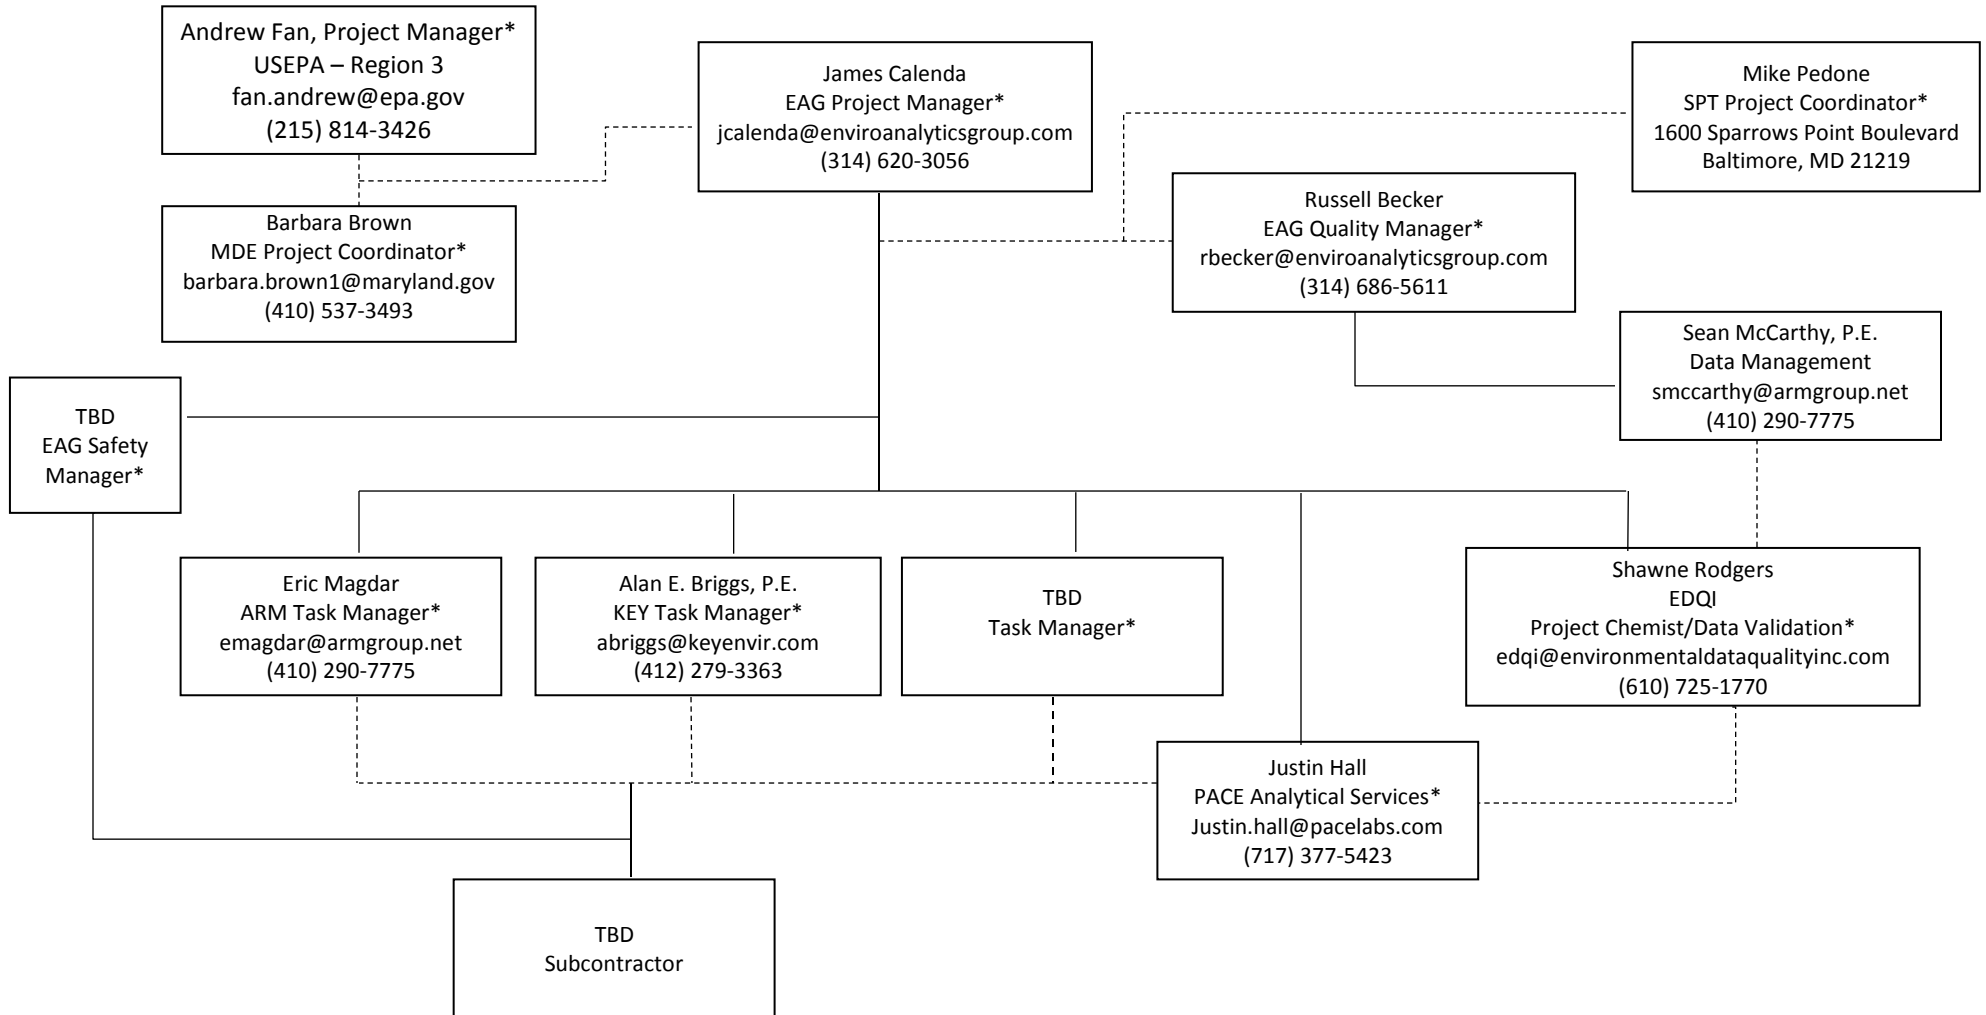 Andrew Fan, Project Manager*
USEPA – Region 3
fan.andrew@epa.gov
(215) 814-3426
James Calenda
EAG Project Manager*
jcalenda@enviroanalyticsgroup.com
(314) 620-3056
Mike Pedone
SPT Project Coordinator*
1600 Sparrows Point Boulevard
Baltimore, MD 21219
Barbara Brown
MDE Project Coordinator*
barbara.brown1@maryland.gov
(410) 537-3493
Russell Becker
EAG Quality Manager*
rbecker@enviroanalyticsgroup.com
(314) 686-5611
Sean McCarthy, P.E.
Data Management
smccarthy@armgroup.net
(410) 290-7775
TBD
EAG Safety
Manager*
Eric Magdar
ARM Task Manager*
emagdar@armgroup.net
(410) 290-7775
Alan E. Briggs, P.E.
KEY Task Manager*
abriggs@keyenvir.com
(412) 279-3363
TBD
Task Manager*
Shawne Rodgers
EDQI
Project Chemist/Data Validation*
edqi@environmentaldataqualityinc.com
(610) 725-1770
Justin Hall
PACE Analytical Services*
Justin.hall@pacelabs.com
(717) 377-5423
TBD
Subcontractor